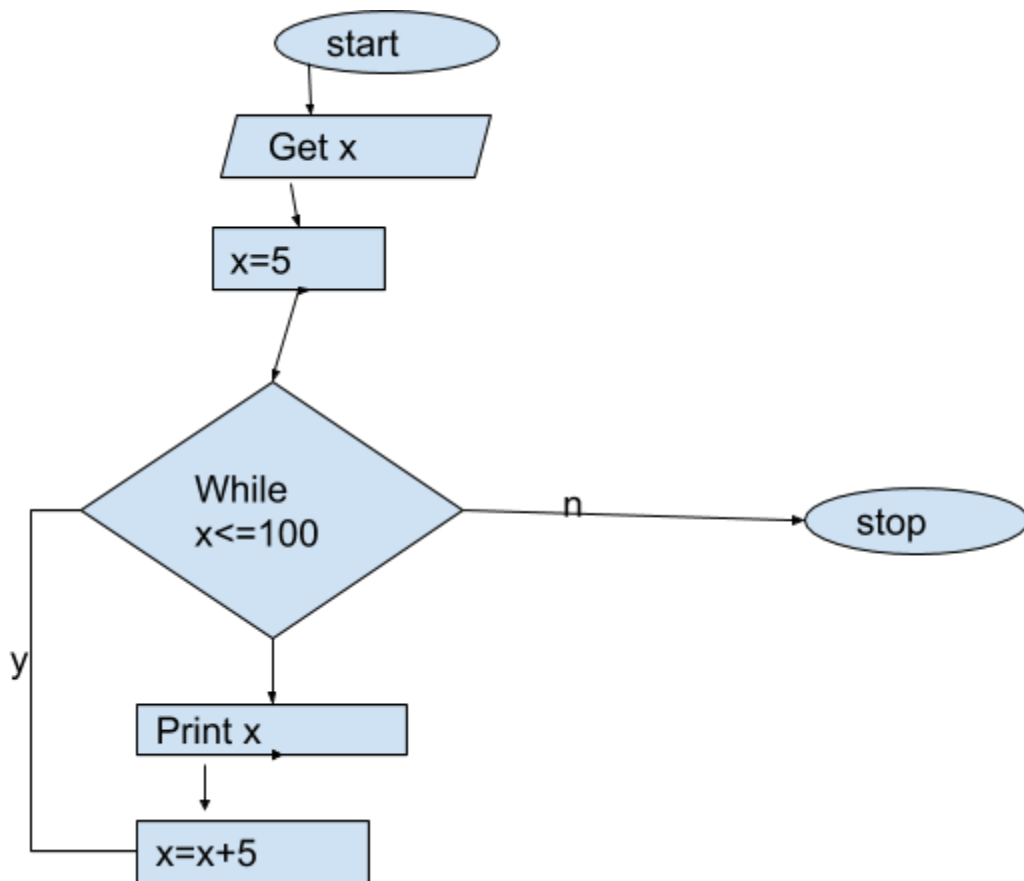 start
Get x
x=5
While
x<=100
n
stop
y
Print x
x=x+5